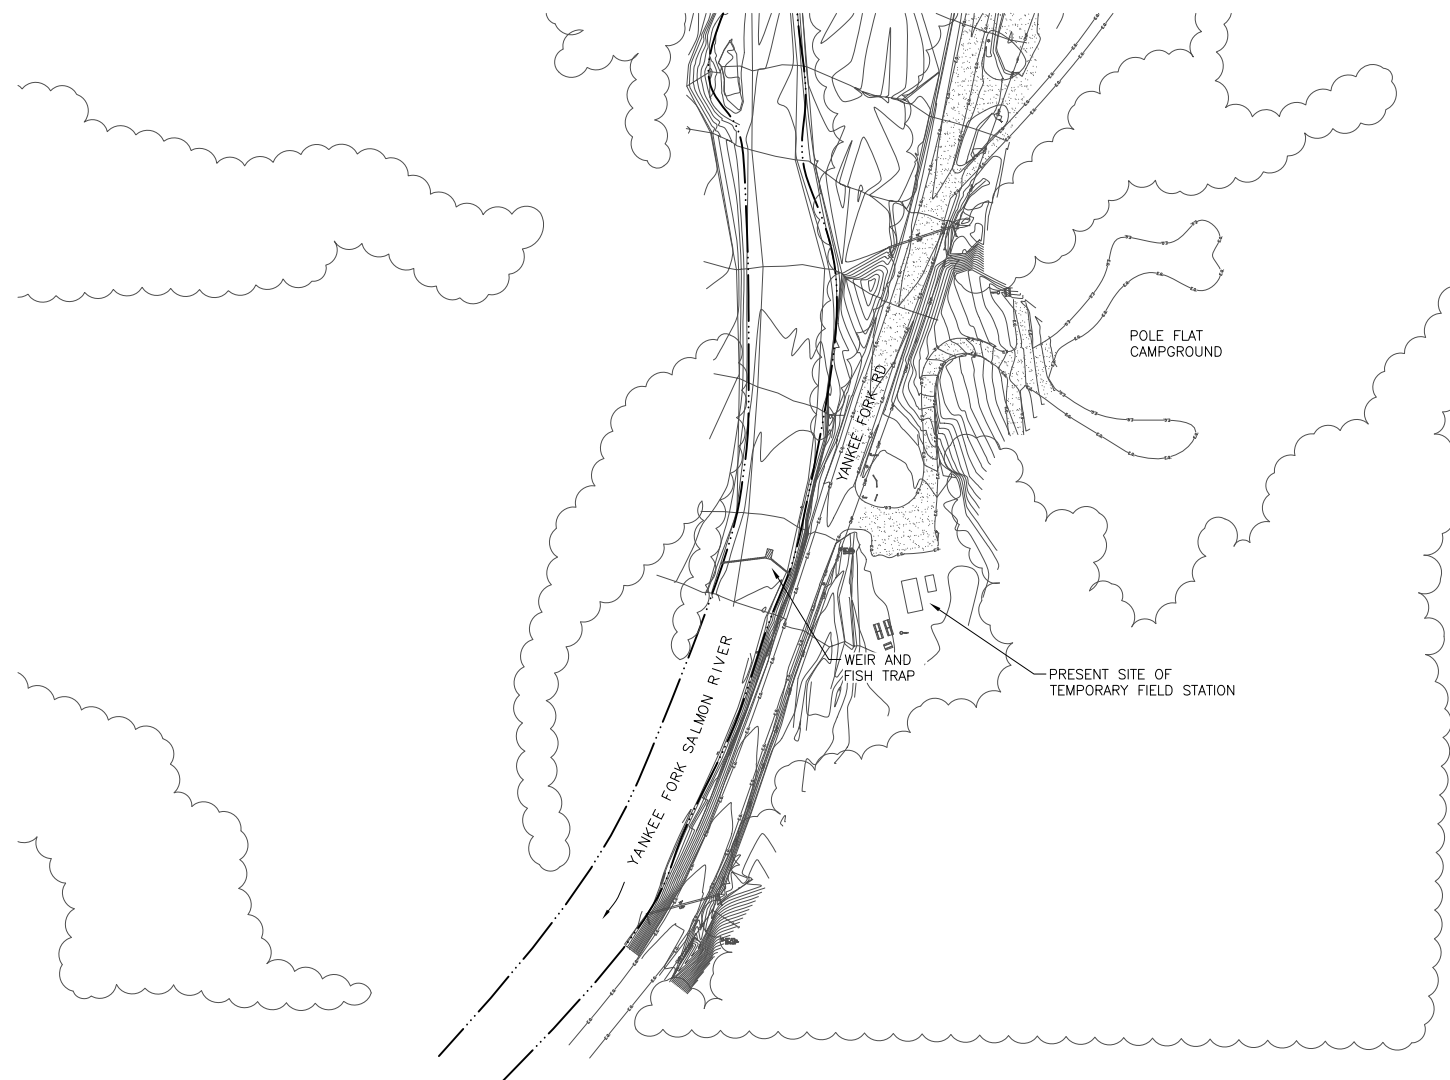 POLE FLAT
CAMPGROUND
YANKEE FORK RD
WEIR AND
FISH TRAP
PRESENT SITE OF
TEMPORARY FIELD STATION
YANKEE FORK SALMON RIVER